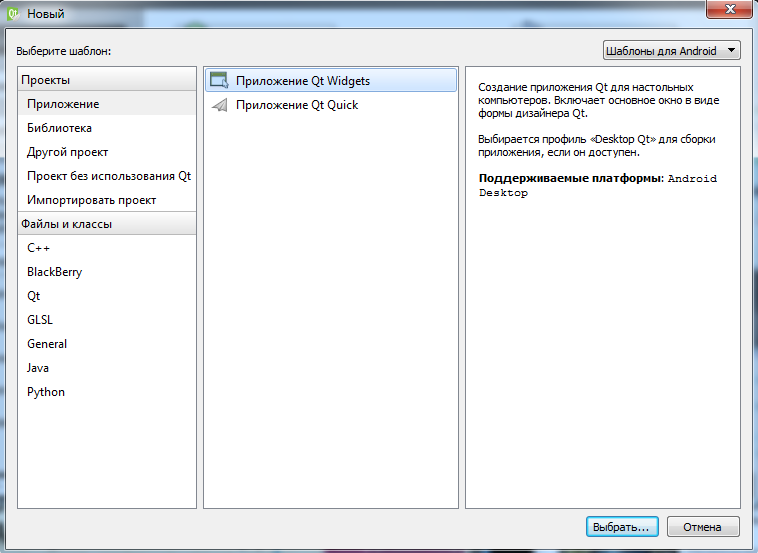 Новый
Выберите шаблон:
Шаблоны для Android
Проекты
Приложение
Библиотека
Другой проект
Проект без использования Qt
Импортировать проект
Файлы и классы
C++
BlackBerry
Qt
GLSL
General
Java
Python
Приложение Qt Widgets
Приложение Qt Quick
Создание приложения Qt для настольных
компьютеров. Включает основное окно в виде
формы дизайнера Qt.
Выбирается профиль «Desktop Qt» для сборки
приложения, если он доступен.
Поддерживаемые платформы: Android
Desktop
Выбрать...
Отмена